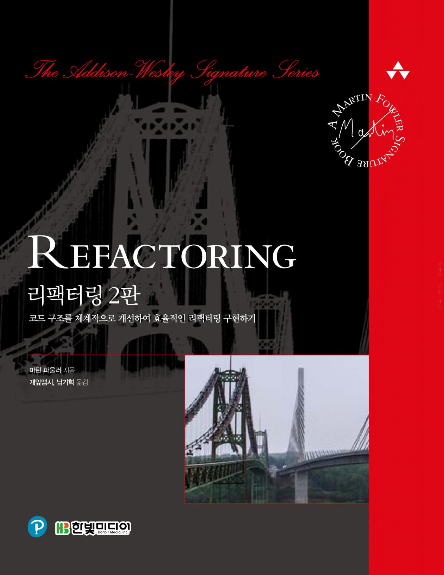 The Addison-Wesley Signature Series
A MARTIN FOWLER SIGNATURE BOOK
Martin
REFACTORING
리팩터링 2판
코드 구조를 체계적으로 개선하여 효율적인 리팩터링 구현하기
마틴 파울러 지음
개앞맵시, 남기혁 옮김
P
HB 한빛미디어